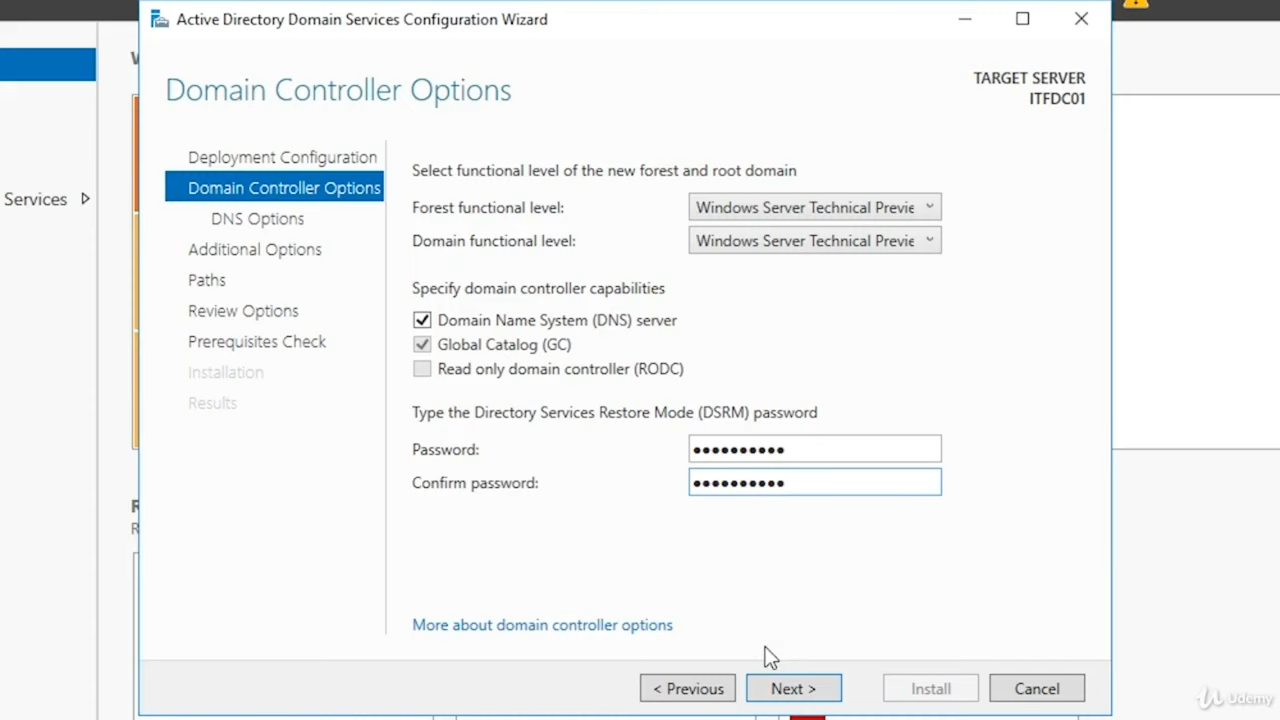 Active Directory Domain Services Configuration Wizard
Domain Controller Options
TARGET SERVER
ITFDC01
Services
Deployment Configuration
Domain Controller Options
DNS Options
Additional Options
Paths
Review Options
Prerequisites Check
Installation
Results
Select functional level of the new forest and root domain
Forest functional level: Windows Server Technical Previe
Domain functional level: Windows Server Technical Previe
Specify domain controller capabilities
Domain Name System (DNS) server
Global Catalog (GC)
Read only domain controller (RODC)
Type the Directory Services Restore Mode (DSRM) password
Password: ••••••••••
Confirm password: ••••••••••
More about domain controller options
< Previous
Next >
Install
Cancel
Udemy